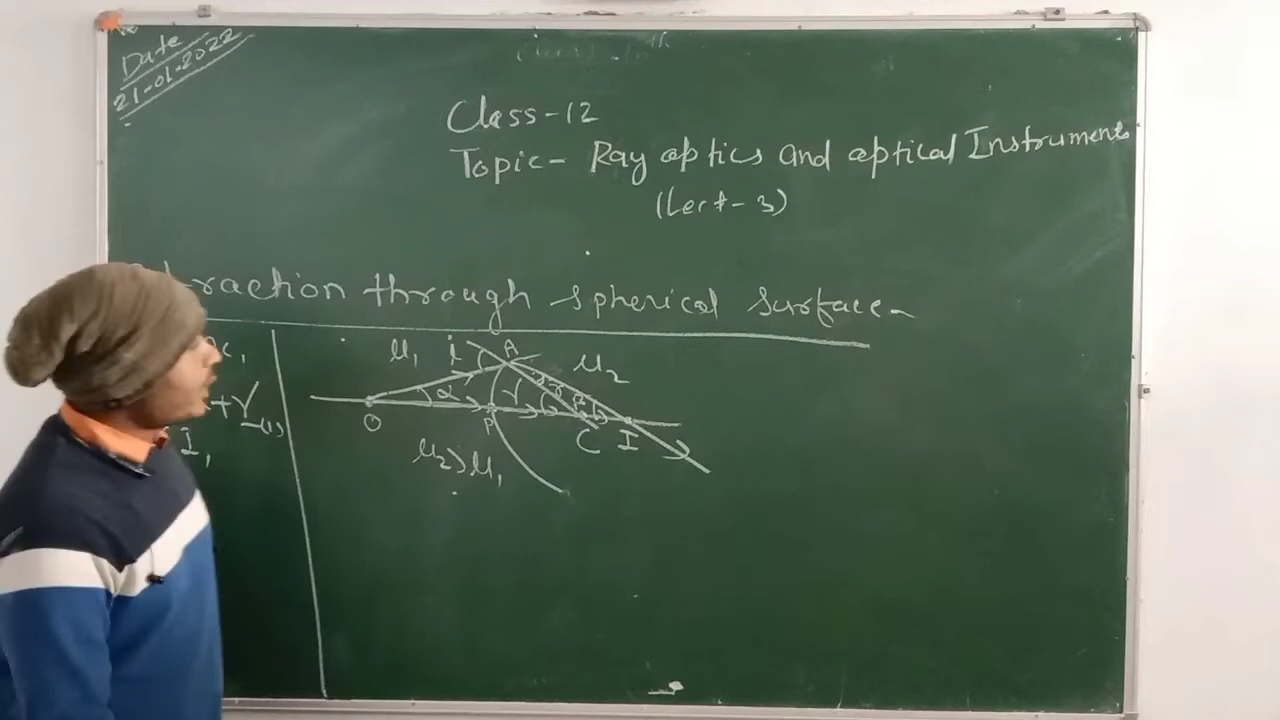 Date
21-01-2022
Class-12
Topic- Ray optics and optical Instruments
(Lect-3)
through spherical surface-
+γ-(1)
μ1 i A μ2
α γ r β
O P C I
μ2>μ1